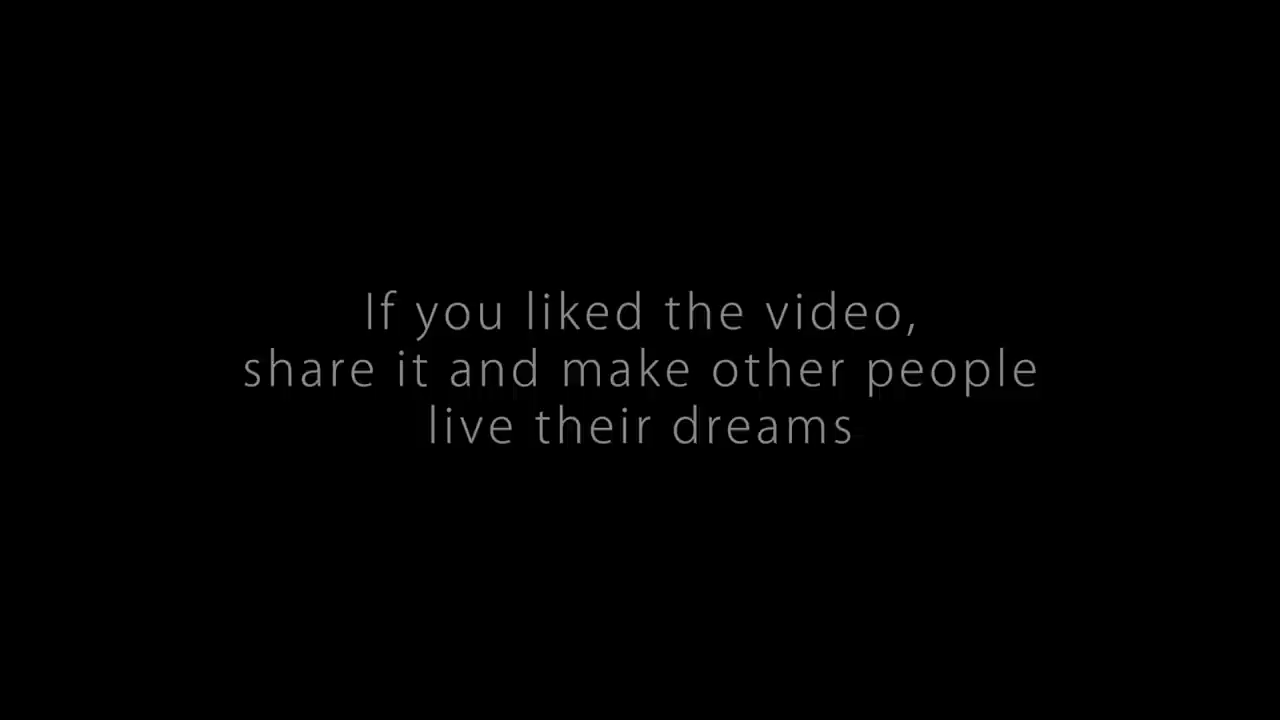 If you liked the video,
share it and make other people
live their dreams